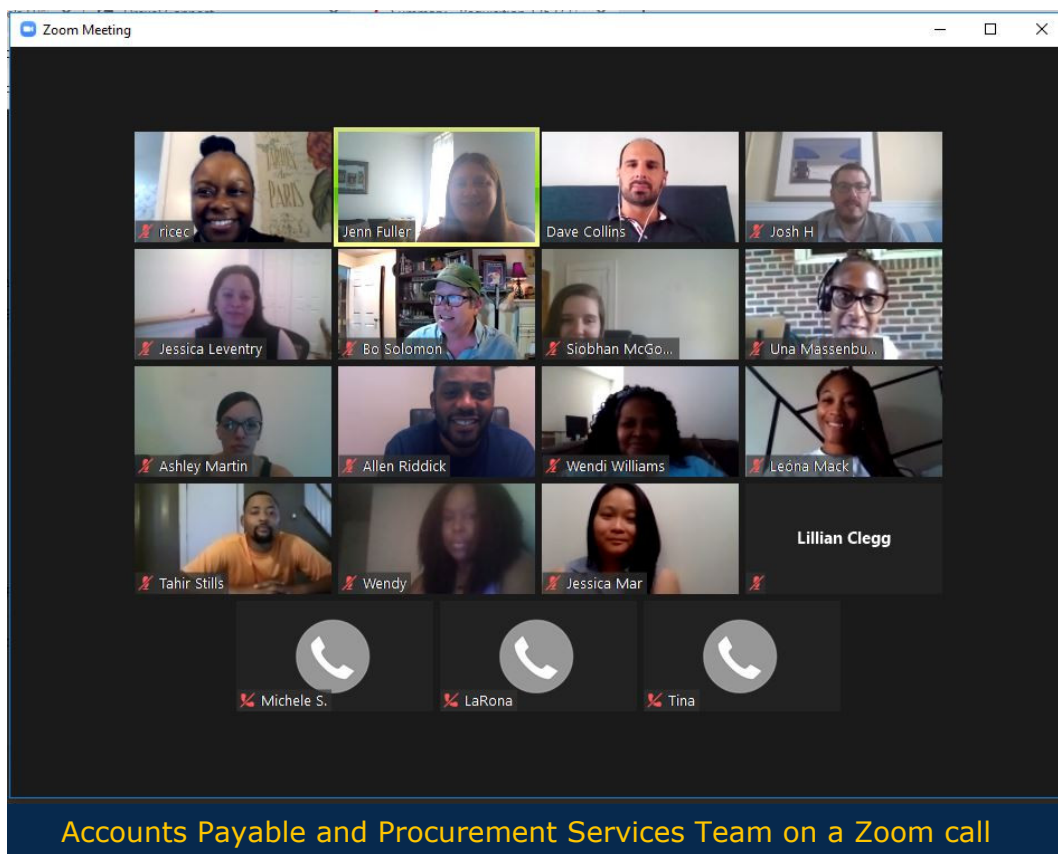 Zoom Meeting
PARIS
ricec
Jenn Fuller
Dave Collins
Josh H
Jessica Leventry
Bo Solomon
Siobhan McGo...
Una Massenbu...
Ashley Martin
Allen Riddick
Wendi Williams
Leóna Mack
Tahir Stills
Wendy
Jessica Mar
Lillian Clegg
Michele S.
LaRona
Tina
Accounts Payable and Procurement Services Team on a Zoom call